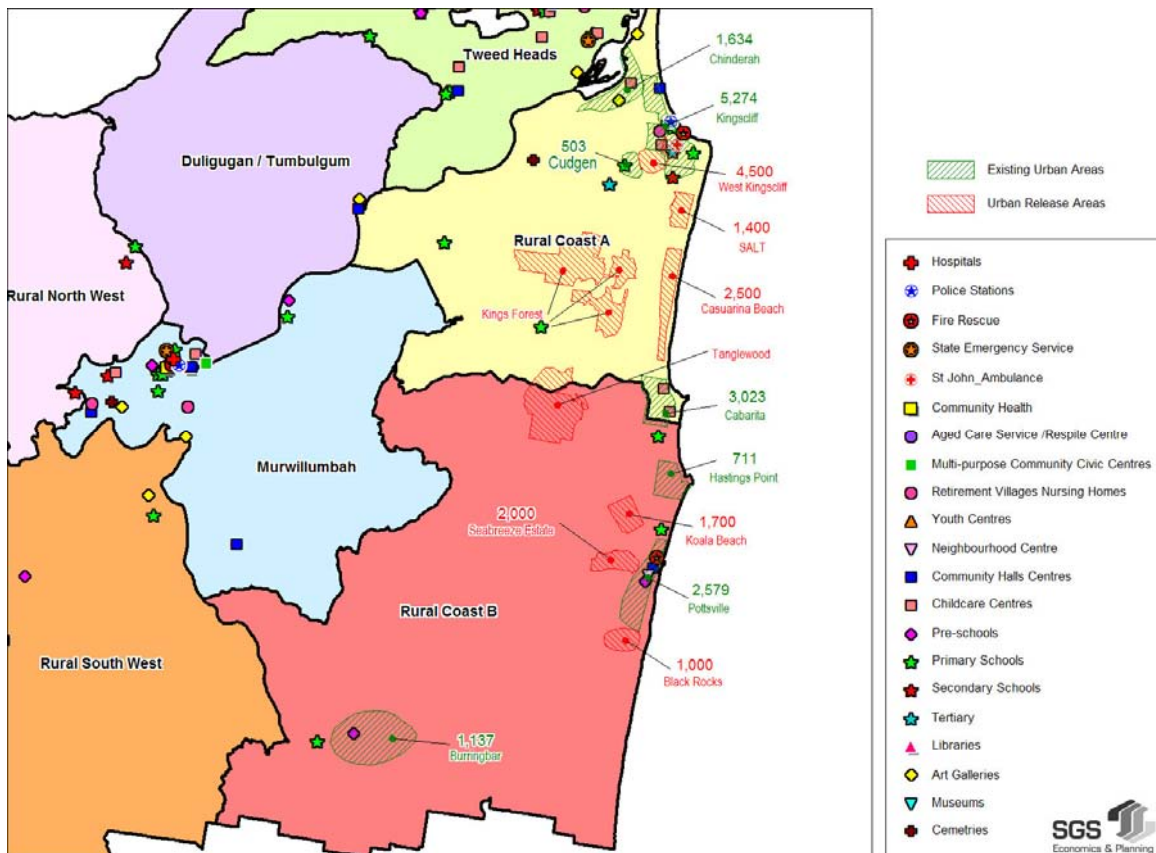 Tweed Heads
1,634
Chinderah
5,274
Kingscliff
Duligugan / Tumbulgum
503
Cudgen
4,500
West Kingscliff
1,400
SALT
Rural Coast A
Rural North West
2,500
Casuarina Beach
Kings Forest
Tanglewood
3,023
Cabarita
Murwillumbah
711
Hastings Point
2,000
Seabreeze Estate
1,700
Koala Beach
Rural Coast B
2,579
Pottsville
Rural South West
1,000
Black Rocks
1,137
Burringbar
Existing Urban Areas
Urban Release Areas
Hospitals
Police Stations
Fire Rescue
State Emergency Service
St John_Ambulance
Community Health
Aged Care Service /Respite Centre
Multi-purpose Community Civic Centres
Retirement Villages Nursing Homes
Youth Centres
Neighbourhood Centre
Community Halls Centres
Childcare Centres
Pre-schools
Primary Schools
Secondary Schools
Tertiary
Libraries
Art Galleries
Museums
Cemetries
SGS
Economics & Planning